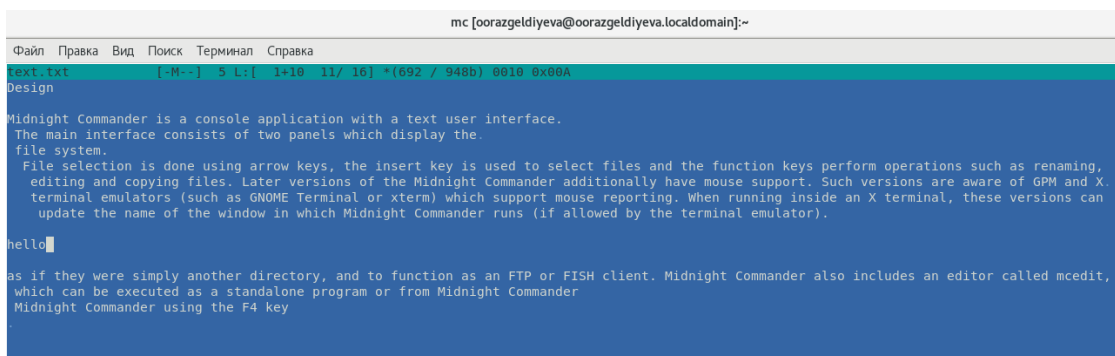 mc [oorazgeldiyeva@oorazgeldiyeva.localdomain]:~
Файл Правка Вид Поиск Терминал Справка
text.txt [-M--] 5 L:[ 1+10 11/ 16] *(692 / 948b) 0010 0x00A
Design
Midnight Commander is a console application with a text user interface.
The main interface consists of two panels which display the.
file system.
File selection is done using arrow keys, the insert key is used to select files and the function keys perform operations such as renaming,
editing and copying files. Later versions of the Midnight Commander additionally have mouse support. Such versions are aware of GPM and X.
terminal emulators (such as GNOME Terminal or xterm) which support mouse reporting. When running inside an X terminal, these versions can
update the name of the window in which Midnight Commander runs (if allowed by the terminal emulator).
hello
as if they were simply another directory, and to function as an FTP or FISH client. Midnight Commander also includes an editor called mcedit,
which can be executed as a standalone program or from Midnight Commander
Midnight Commander using the F4 key
.